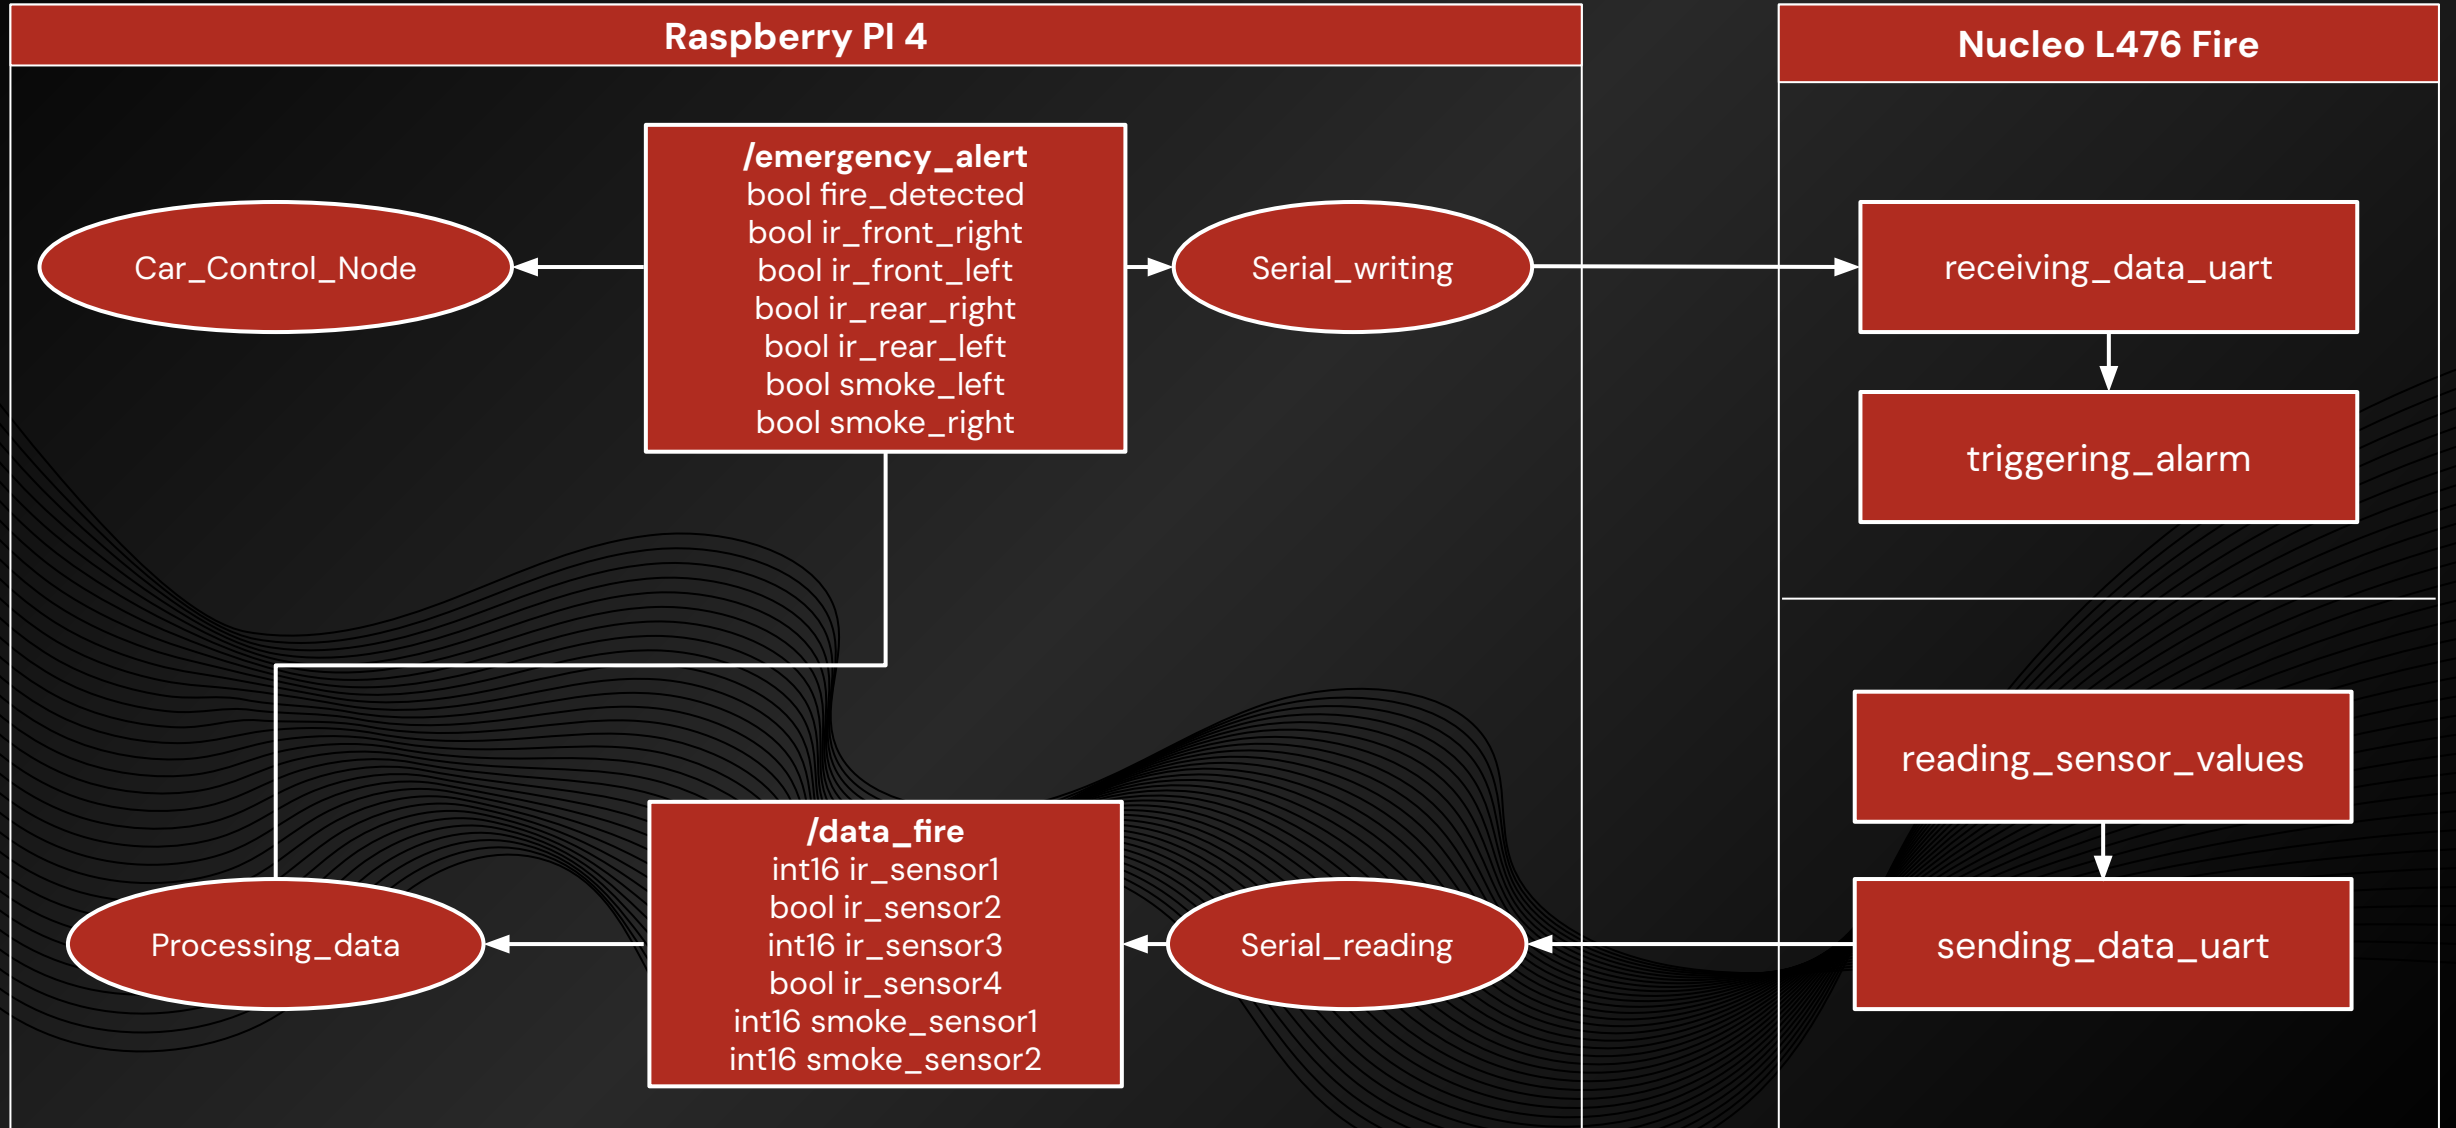 Raspberry PI 4
Nucleo L476 Fire
/emergency_alert
bool fire_detected
bool ir_front_right
bool ir_front_left
bool ir_rear_right
bool ir_rear_left
bool smoke_left
bool smoke_right
Car_Control_Node
Serial_writing
receiving_data_uart
triggering_alarm
reading_sensor_values
/data_fire
int16 ir_sensor1
bool ir_sensor2
int16 ir_sensor3
bool ir_sensor4
int16 smoke_sensor1
int16 smoke_sensor2
Processing_data
Serial_reading
sending_data_uart